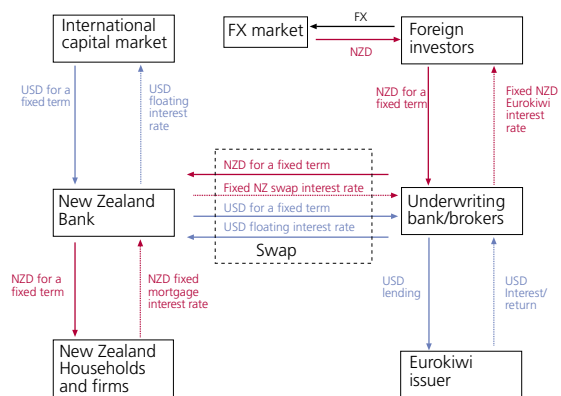 International
capital market
FX market
FX
NZD
Foreign
investors
USD for a
fixed term
USD
floating
interest
rate
NZD for a
fixed term
Fixed NZD
Eurokiwi
interest
rate
NZD for a fixed term
Fixed NZ swap interest rate
USD for a fixed term
USD floating interest rate
Swap
New Zealand
Bank
Underwriting
bank/brokers
NZD for a
fixed term
NZD fixed
mortgage
interest rate
USD
lending
USD
Interest/
return
New Zealand
Households
and firms
Eurokiwi
issuer